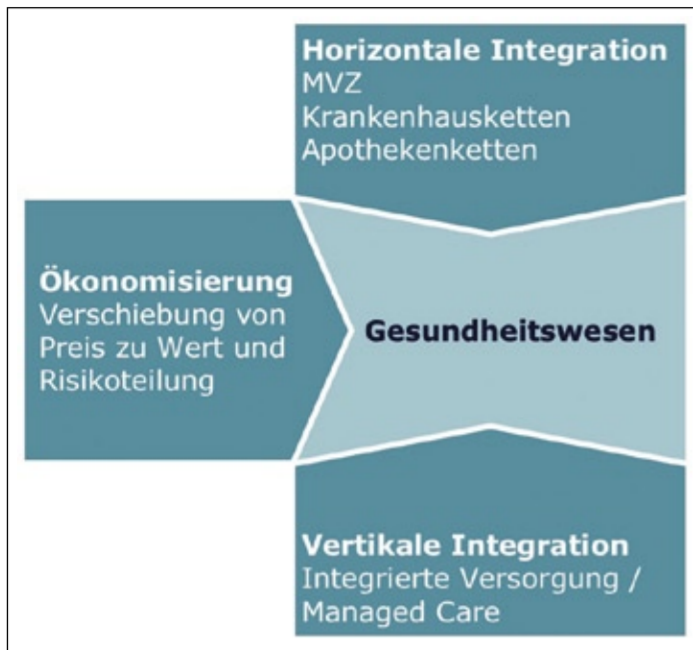 Horizontale Integration
MVZ
Krankenhausketten
Apothekenketten
Ökonomisierung
Verschiebung von
Preis zu Wert und
Risikoteilung
Gesundheitswesen
Vertikale Integration
Integrierte Versorgung /
Managed Care